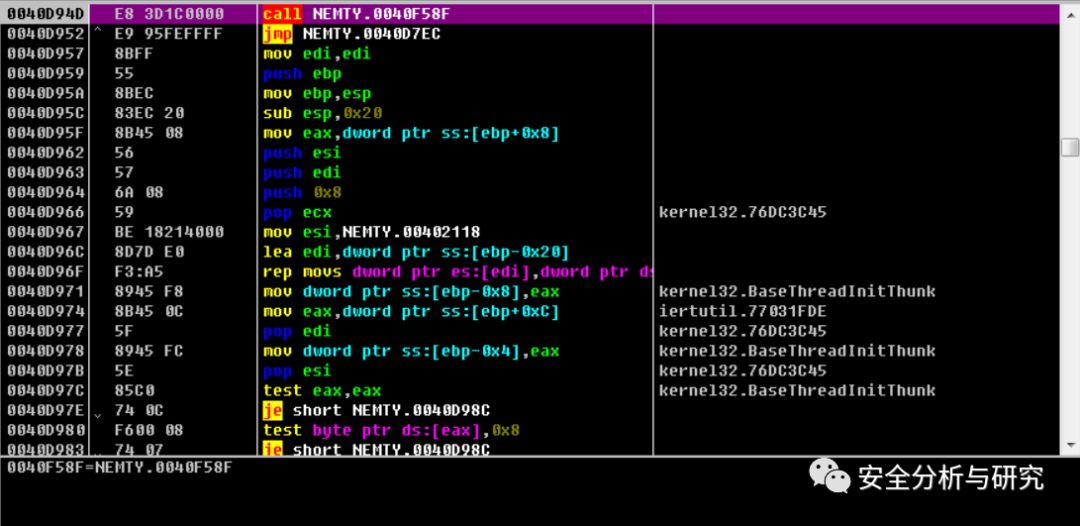 0040D94D E8 3D1C0000 call NEMTY.0040F58F
0040D952 ^ E9 95FEFFFF jmp NEMTY.0040D7EC
0040D957 8BFF mov edi,edi
0040D959 55 push ebp
0040D95A 8BEC mov ebp,esp
0040D95C 83EC 20 sub esp,0x20
0040D95F 8B45 08 mov eax,dword ptr ss:[ebp+0x8]
0040D962 56 push esi
0040D963 57 push edi
0040D964 6A 08 push 0x8
0040D966 59 pop ecx kernel32.76DC3C45
0040D967 BE 18214000 mov esi,NEMTY.00402118
0040D96C 8D7D E0 lea edi,dword ptr ss:[ebp-0x20]
0040D96F F3:A5 rep movs dword ptr es:[edi],dword ptr ds
0040D971 8945 F8 mov dword ptr ss:[ebp-0x8],eax kernel32.BaseThreadInitThunk
0040D974 8B45 0C mov eax,dword ptr ss:[ebp+0xC] iertutil.77031FDE
0040D977 5F pop edi kernel32.76DC3C45
0040D978 8945 FC mov dword ptr ss:[ebp-0x4],eax kernel32.BaseThreadInitThunk
0040D97B 5E pop esi kernel32.76DC3C45
0040D97C 85C0 test eax,eax kernel32.BaseThreadInitThunk
0040D97E 74 0C je short NEMTY.0040D98C
0040D980 F600 08 test byte ptr ds:[eax],0x8
0040D983 74 07 je short NEMTY.0040D98C
0040F58F=NEMTY.0040F58F
安全分析与研究